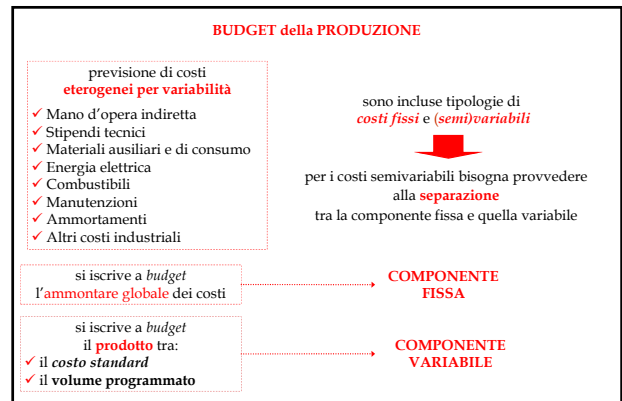 BUDGET della PRODUZIONE
previsione di costi
eterogenei per variabilità
✓ Mano d'opera indiretta
✓ Stipendi tecnici
✓ Materiali ausiliari e di consumo
✓ Energia elettrica
✓ Combustibili
✓ Manutenzioni
✓ Ammortamenti
✓ Altri costi industriali
sono incluse tipologie di
costi fissi e (semi)variabili
per i costi semivariabili bisogna provvedere
alla separazione
tra la componente fissa e quella variabile
si iscrive a budget
l'ammontare globale dei costi
COMPONENTE
FISSA
si iscrive a budget
il prodotto tra:
✓ il costo standard
✓ il volume programmato
COMPONENTE
VARIABILE